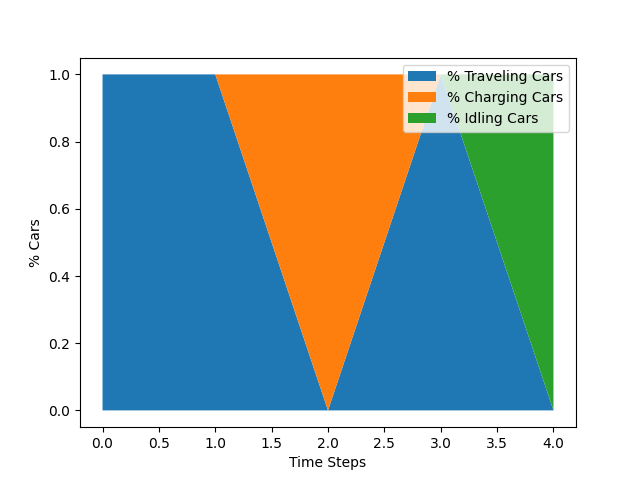 % Traveling Cars
% Charging Cars
% Idling Cars
1.0
0.8
0.6
0.4
0.2
0.0
% Cars
0.0 0.5 1.0 1.5 2.0 2.5 3.0 3.5 4.0
Time Steps